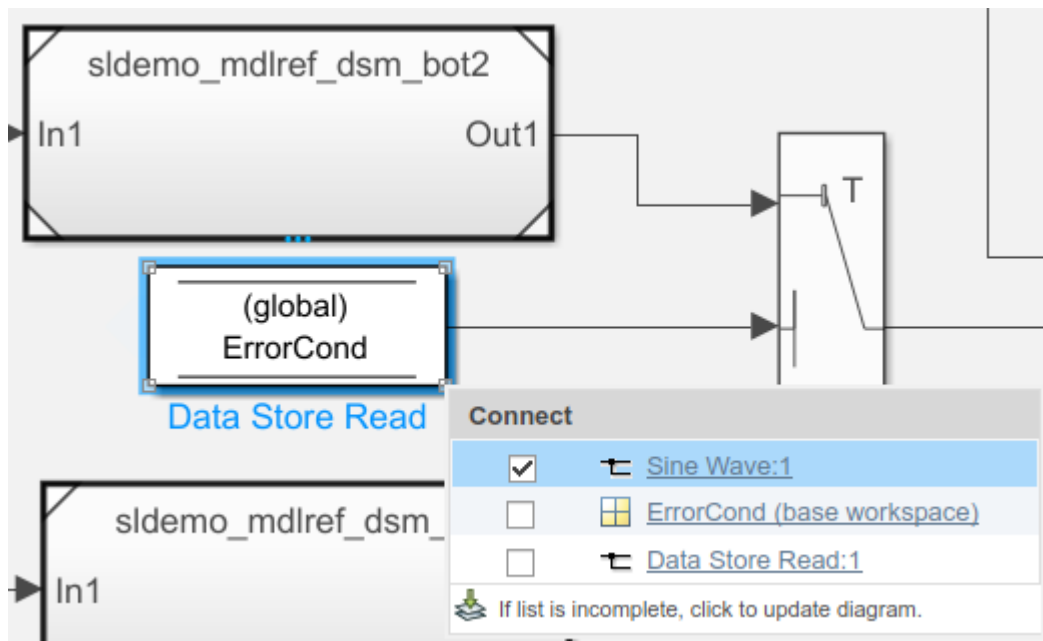 sldemo_mdlref_dsm_bot2
In1
Out1
T
(global)
ErrorCond
Data Store Read
Connect
Sine Wave:1
ErrorCond (base workspace)
Data Store Read:1
If list is incomplete, click to update diagram.
sldemo_mdlref_dsm_
In1